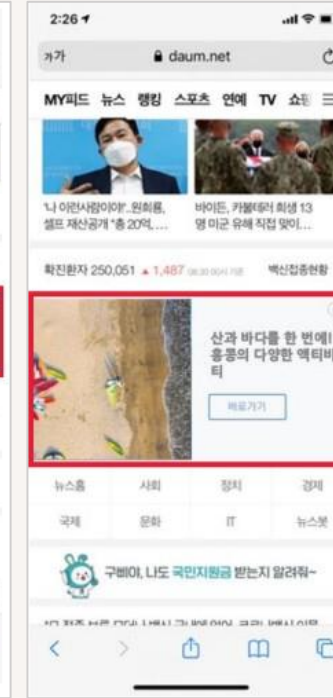 2:26
가가 daum.net
MY피드 뉴스 랭킹 스포츠 연예 TV 쇼핑
'나 이런사람이야'..원희룡,
셀프 재산공개 "총 20억,...
바이든, 카불테러 희생 13
명 미군 유해 직접 맞이...
확진환자 250,051 ▲ 1,487 백신접종현황
산과 바다를 한 번에!
홍콩의 다양한 액티비
티
바로가기
뉴스홈 사회 정치 경제
국제 문화 IT 뉴스봇
구삐야, 나도 국민지원금 받는지 알려줘~